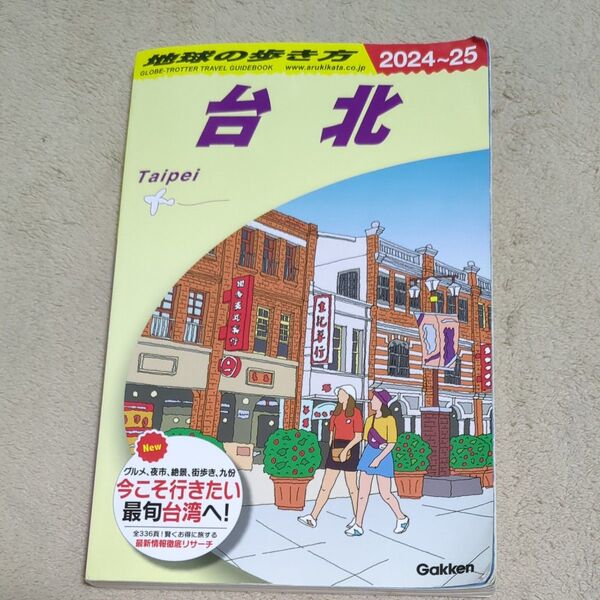 地球の歩き方
2024~25
GLOBE-TROTTER TRAVEL GUIDEBOOK
www.arukikata.co.jp
台北
Taipei
New
グルメ、夜市、絶景、街歩き、九份
今こそ行きたい
最旬台湾へ!
全336頁!賢くお得に旅する
最新情報徹底リサーチ
Gakken